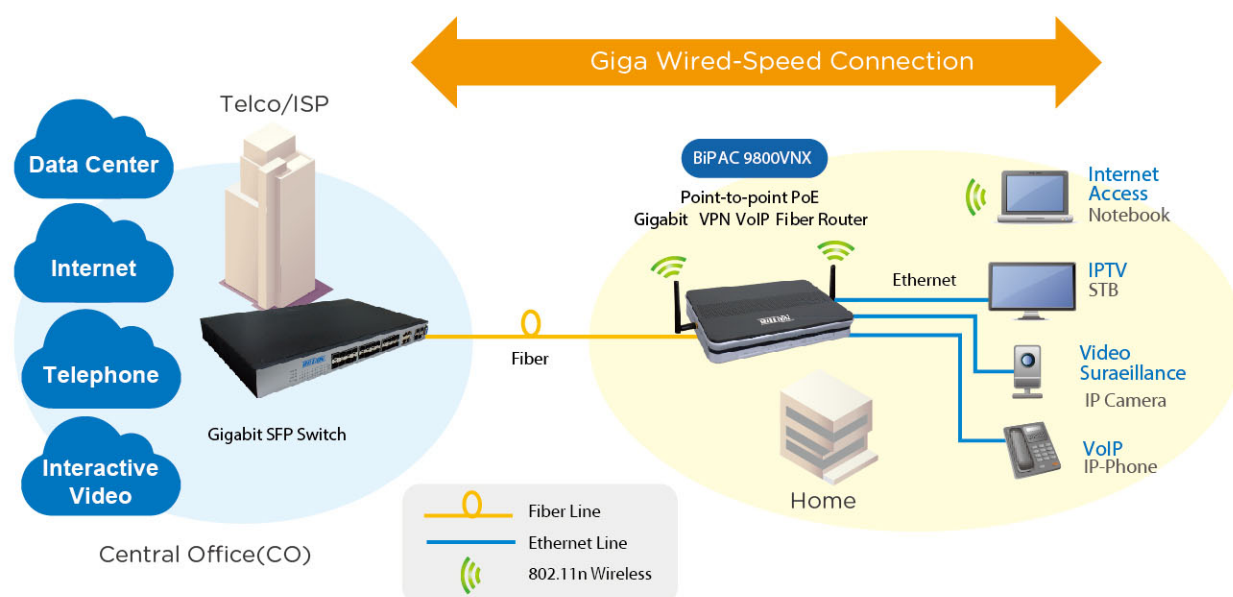 Giga Wired-Speed Connection
Telco/ISP
Data Center
Internet
Telephone
Interactive
Video
Gigabit SFP Switch
Central Office(CO)
Fiber
BiPAC 9800VNX
Point-to-point PoE
Gigabit VPN VoIP Fiber Router
Ethernet
Internet
Access
Notebook
IPTV
STB
Video
Suraeillance
IP Camera
VoIP
IP-Phone
Home
Fiber Line
Ethernet Line
802.11n Wireless